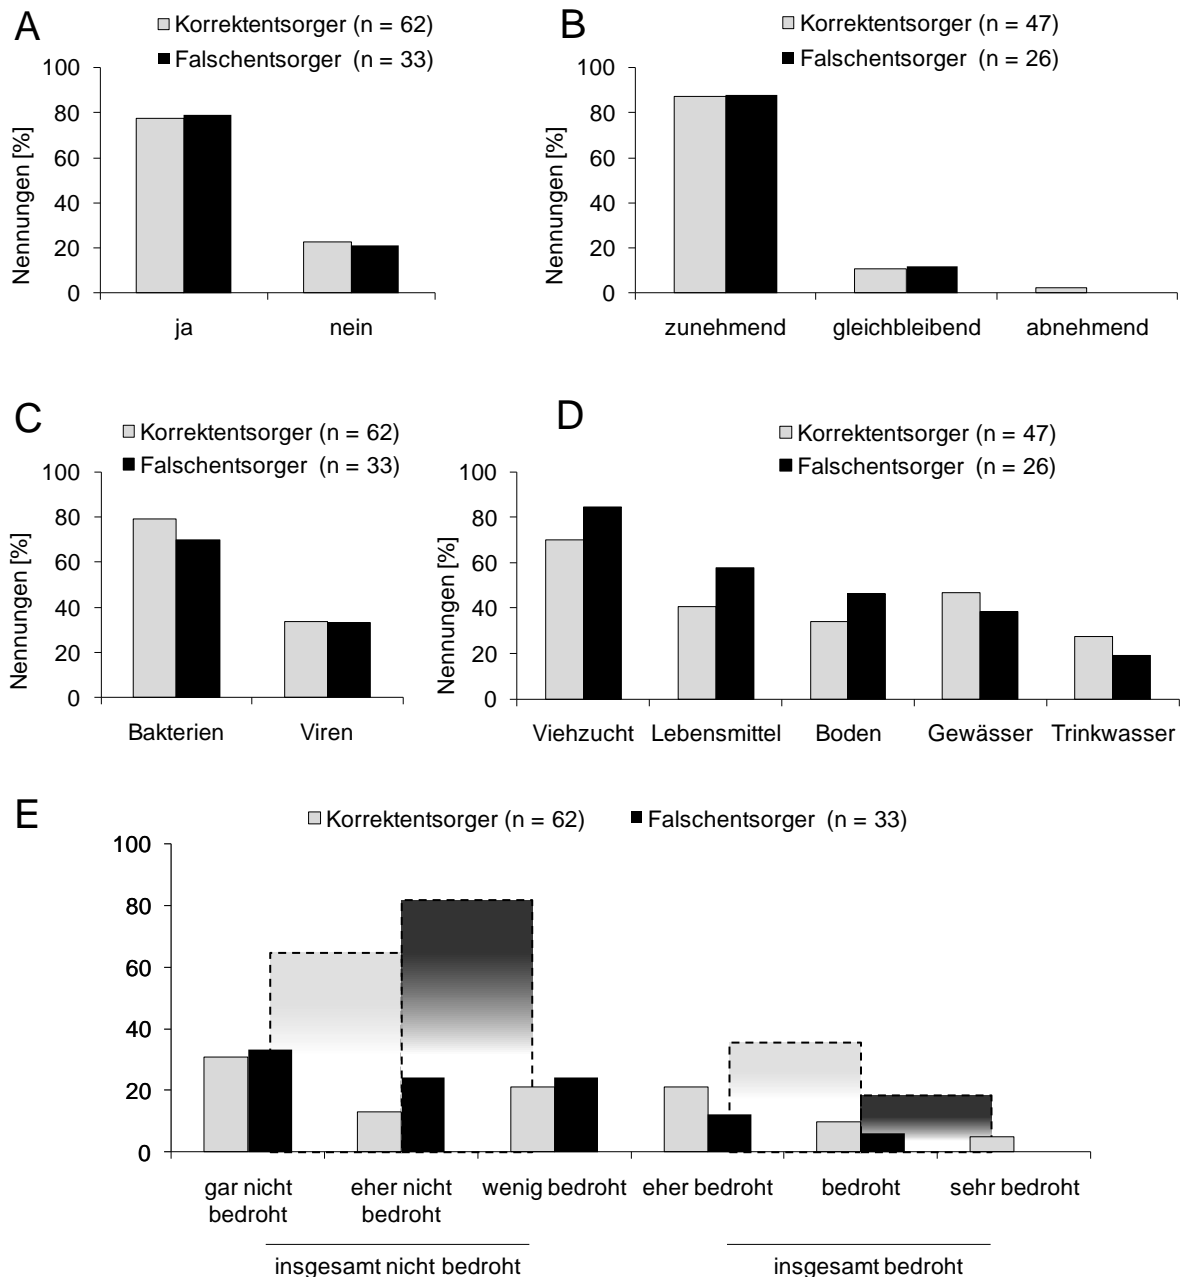 A
Korrektentsorger (n = 62)
Falschentsorger (n = 33)
Nennungen [%]
100
80
60
40
20
0
ja nein
B
Korrektentsorger (n = 47)
Falschentsorger (n = 26)
Nennungen [%]
100
80
60
40
20
0
zunehmend gleichbleibend abnehmend
C
Korrektentsorger (n = 62)
Falschentsorger (n = 33)
Nennungen [%]
100
80
60
40
20
0
Bakterien Viren
D
Korrektentsorger (n = 47)
Falschentsorger (n = 26)
Nennungen [%]
100
80
60
40
20
0
Viehzucht Lebensmittel Boden Gewässer Trinkwasser
E
Korrektentsorger (n = 62) Falschentsorger (n = 33)
100
80
60
40
20
0
gar nicht eher nicht wenig bedroht eher bedroht bedroht sehr bedroht
bedroht bedroht
insgesamt nicht bedroht insgesamt bedroht